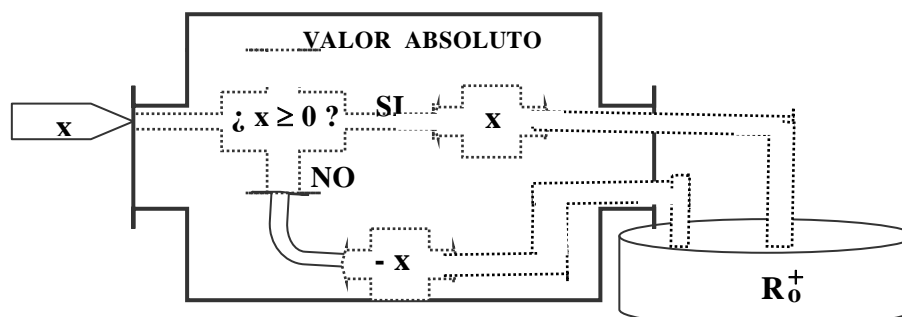 VALOR ABSOLUTO
x
¿ x ≥ 0 ?
SI
x
NO
- x
R₀⁺